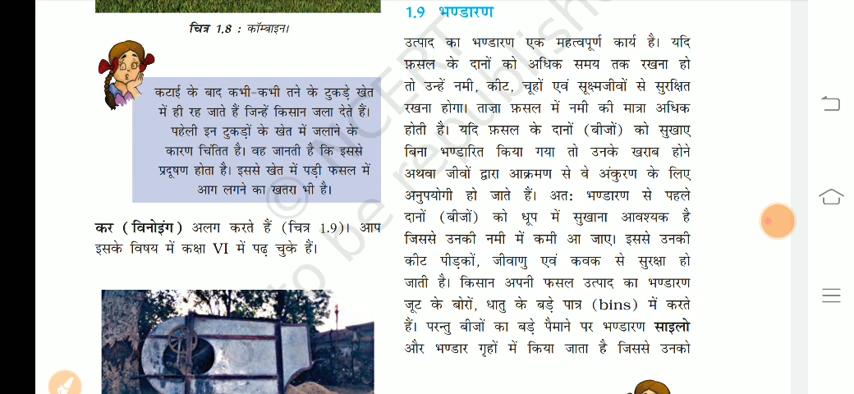 चित्र 1.8 : कॉम्बाइन।
कटाई के बाद कभी-कभी तने के टुकड़े खेत
में ही रह जाते हैं जिन्हें किसान जला देते हैं।
पहेली इन टुकड़ों के खेत में जलाने के
कारण चिंतित है। वह जानती है कि इससे
प्रदूषण होता है। इससे खेत में पड़ी फसल में
आग लगने का खतरा भी है।
कर (विनोइंग) अलग करते हैं (चित्र 1.9)। आप
इसके विषय में कक्षा VI में पढ़ चुके हैं।
1.9 भण्डारण
उत्पाद का भण्डारण एक महत्वपूर्ण कार्य है। यदि
फ़सल के दानों को अधिक समय तक रखना हो
तो उन्हें नमी, कीट, चूहों एवं सूक्ष्मजीवों से सुरक्षित
रखना होगा। ताज़ा फ़सल में नमी की मात्रा अधिक
होती है। यदि फ़सल के दानों (बीजों) को सुखाए
बिना भण्डारित किया गया तो उनके खराब होने
अथवा जीवों द्वारा आक्रमण से वे अंकुरण के लिए
अनुपयोगी हो जाते हैं। अतः भण्डारण से पहले
दानों (बीजों) को धूप में सुखाना आवश्यक है
जिससे उनकी नमी में कमी आ जाए। इससे उनकी
कीट पीड़कों, जीवाणु एवं कवक से सुरक्षा हो
जाती है। किसान अपनी फसल उत्पाद का भण्डारण
जूट के बोरों, धातु के बड़े पात्र (bins) में करते
हैं। परन्तु बीजों का बड़े पैमाने पर भण्डारण साइलो
और भण्डार गृहों में किया जाता है जिससे उनको
© NCERT
to be republished